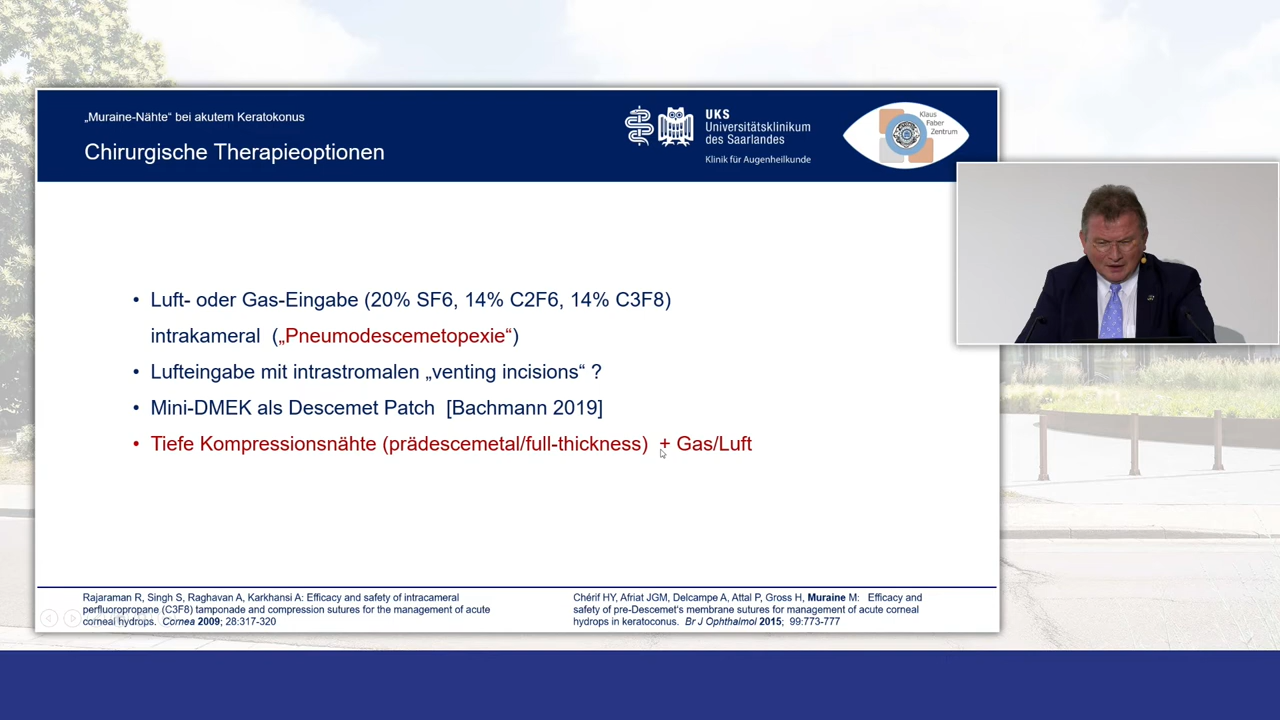 „Muraine-Nähte“ bei akutem Keratokonus
Chirurgische Therapieoptionen
UKS
Universitätsklinikum
des Saarlandes
Klinik für Augenheilkunde
Klaus
Faber
Zentrum
• Luft- oder Gas-Eingabe (20% SF6, 14% C2F6, 14% C3F8)
intrakameral („Pneumodescemetopexie“)
• Lufteingabe mit intrastromalen „venting incisions“ ?
• Mini-DMEK als Descemet Patch [Bachmann 2019]
• Tiefe Kompressionsnähte (prädescemetal/full-thickness) + Gas/Luft
Rajaraman R, Singh S, Raghavan A, Karkhansi A: Efficacy and safety of intracameral
perfluoropropane (C3F8) tamponade and compression sutures for the management of acute
corneal hydrops. Cornea 2009; 28:317-320
Chérif HY, Afriat JGM, Delcampe A, Attal P, Gross H, Muraine M: Efficacy and
safety of pre-Descemet's membrane sutures for management of acute corneal
hydrops in keratoconus. Br J Ophthalmol 2015; 99:773-777